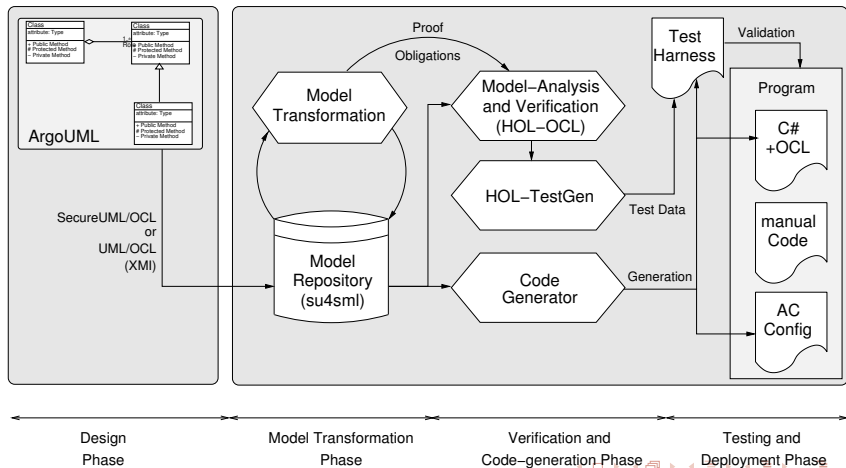 Class
attribute: Type
+ Public Method
# Protected Method
– Private Method
1..*
Role
Class
attribute: Type
+ Public Method
# Protected Method
– Private Method
Class
attribute: Type
+ Public Method
# Protected Method
– Private Method
ArgoUML
SecureUML/OCL
or
UML/OCL
(XMI)
Proof
Obligations
Model
Transformation
Model
Repository
(su4sml)
Model–Analysis
and Verification
(HOL–OCL)
HOL–TestGen
Code
Generator
Test Data
Generation
Test
Harness
Validation
Program
C#
+OCL
manual
Code
AC
Config
Design
Phase
Model Transformation
Phase
Verification and
Code–generation Phase
Testing and
Deployment Phase